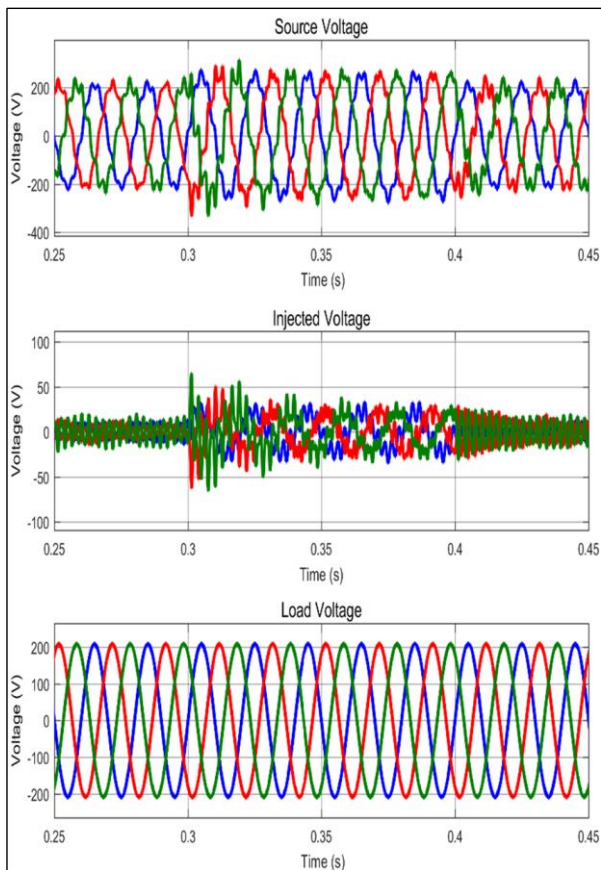 Source Voltage
Voltage (V)
200
0
-200
-400
0.25 0.3 0.35 0.4 0.45
Time (s)
Injected Voltage
Voltage (V)
100
50
0
-50
-100
0.25 0.3 0.35 0.4 0.45
Time (s)
Load Voltage
Voltage (V)
200
100
0
-100
-200
0.25 0.3 0.35 0.4 0.45
Time (s)